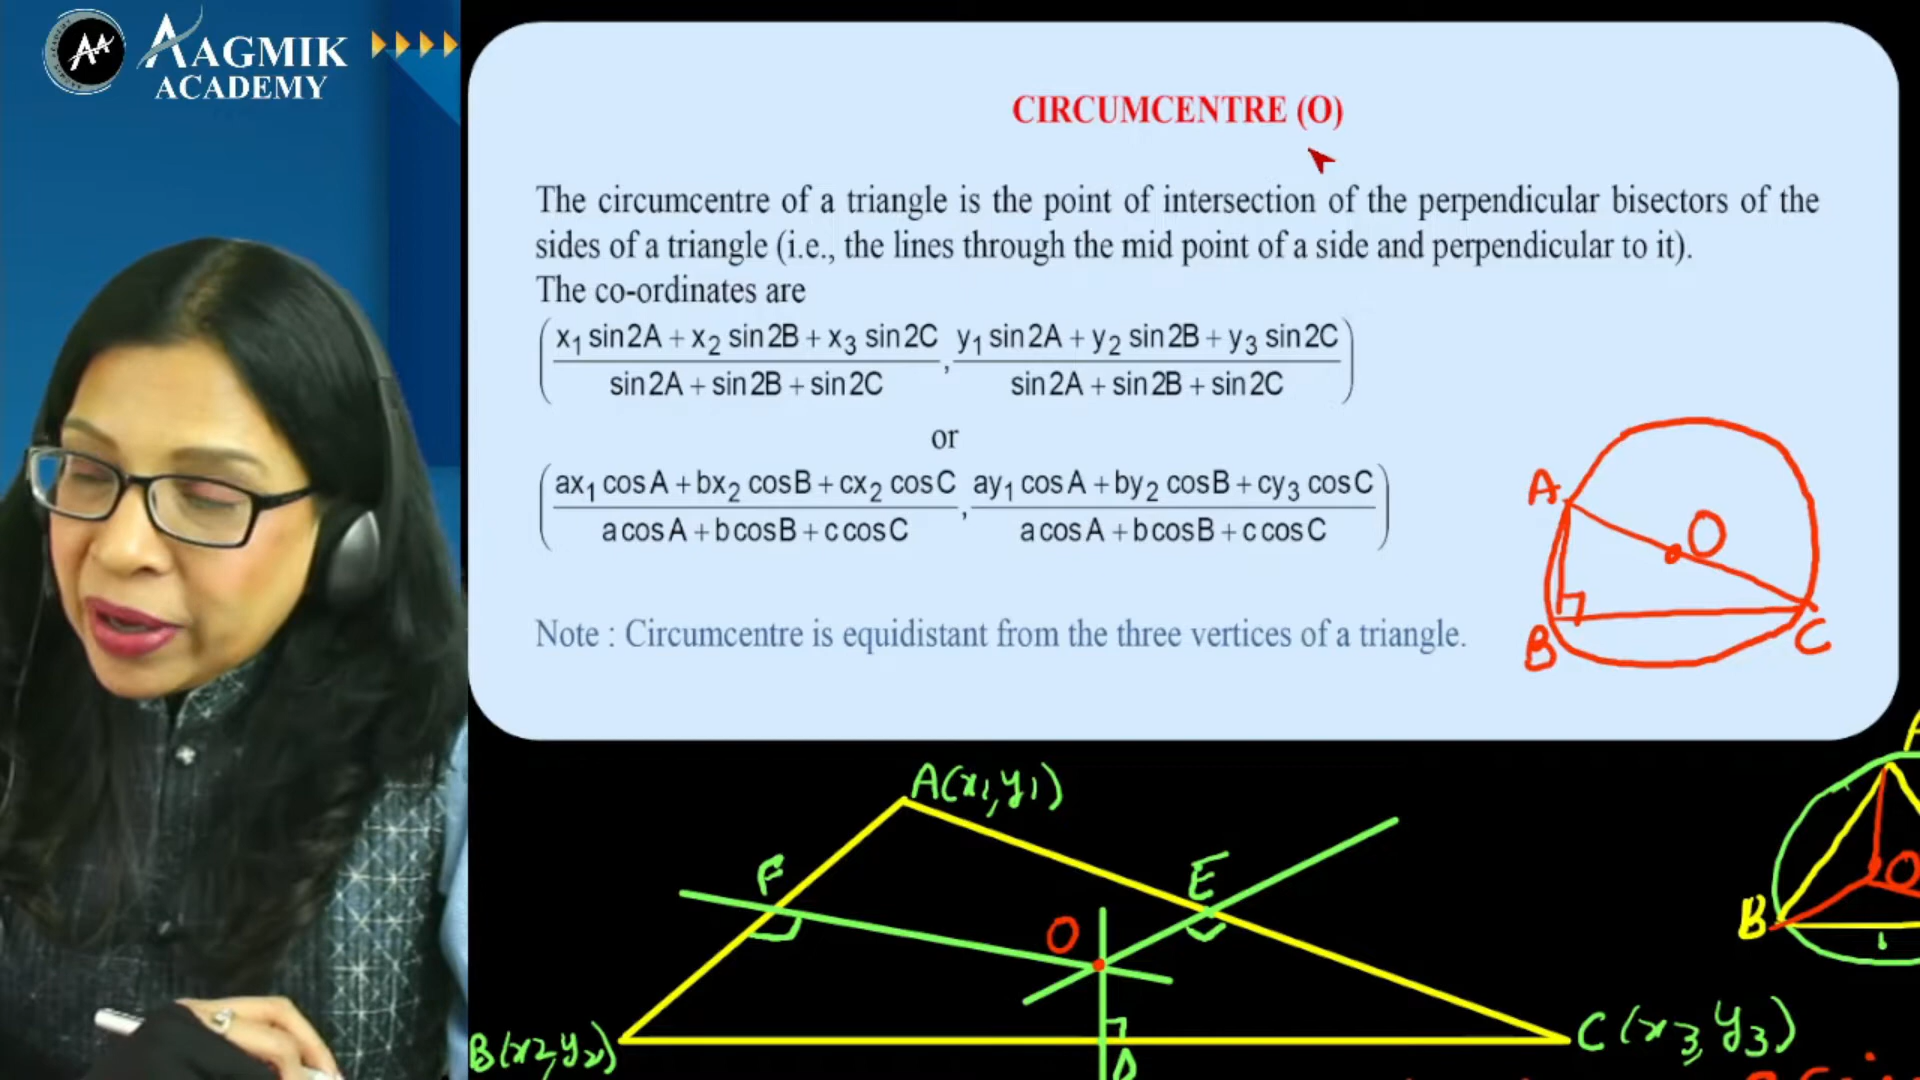 AAGMIK
ACADEMY
CIRCUMCENTRE (O)
The circumcentre of a triangle is the point of intersection of the perpendicular bisectors of the
sides of a triangle (i.e., the lines through the mid point of a side and perpendicular to it).
The co-ordinates are
( x₁ sin2A + x₂ sin2B + x₃ sin2C / sin2A + sin2B + sin2C , y₁ sin2A + y₂ sin2B + y₃ sin2C / sin2A + sin2B + sin2C )
or
( ax₁ cosA + bx₂ cosB + cx₂ cosC / a cosA + b cosB + c cosC , ay₁ cosA + by₂ cosB + cy₃ cosC / a cosA + b cosB + c cosC )
Note : Circumcentre is equidistant from the three vertices of a triangle.
A
O
B
C
A(x₁,y₁)
F
E
O
B(x₂,y₂)
D
C(x₃,y₃)
B
O